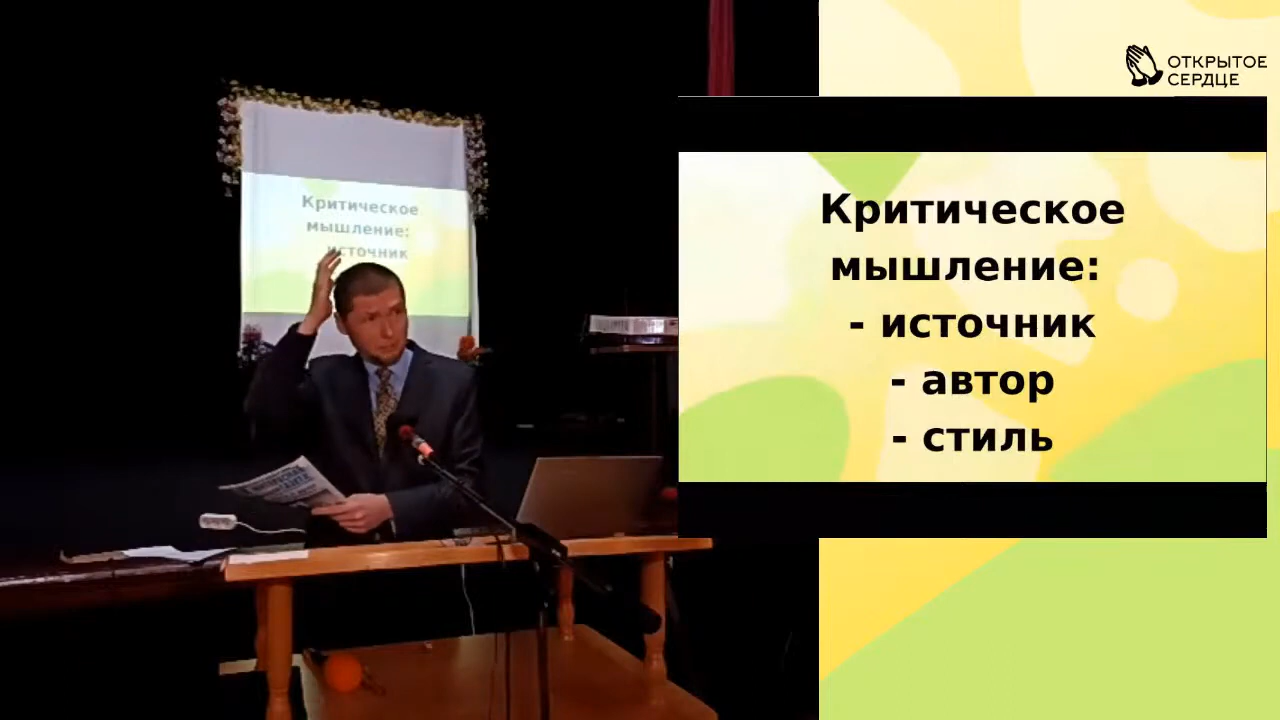 ОТКРЫТОЕ
СЕРДЦЕ
Критическое
мышление:
- источник
- автор
- стиль
Критическое
мышление:
источник